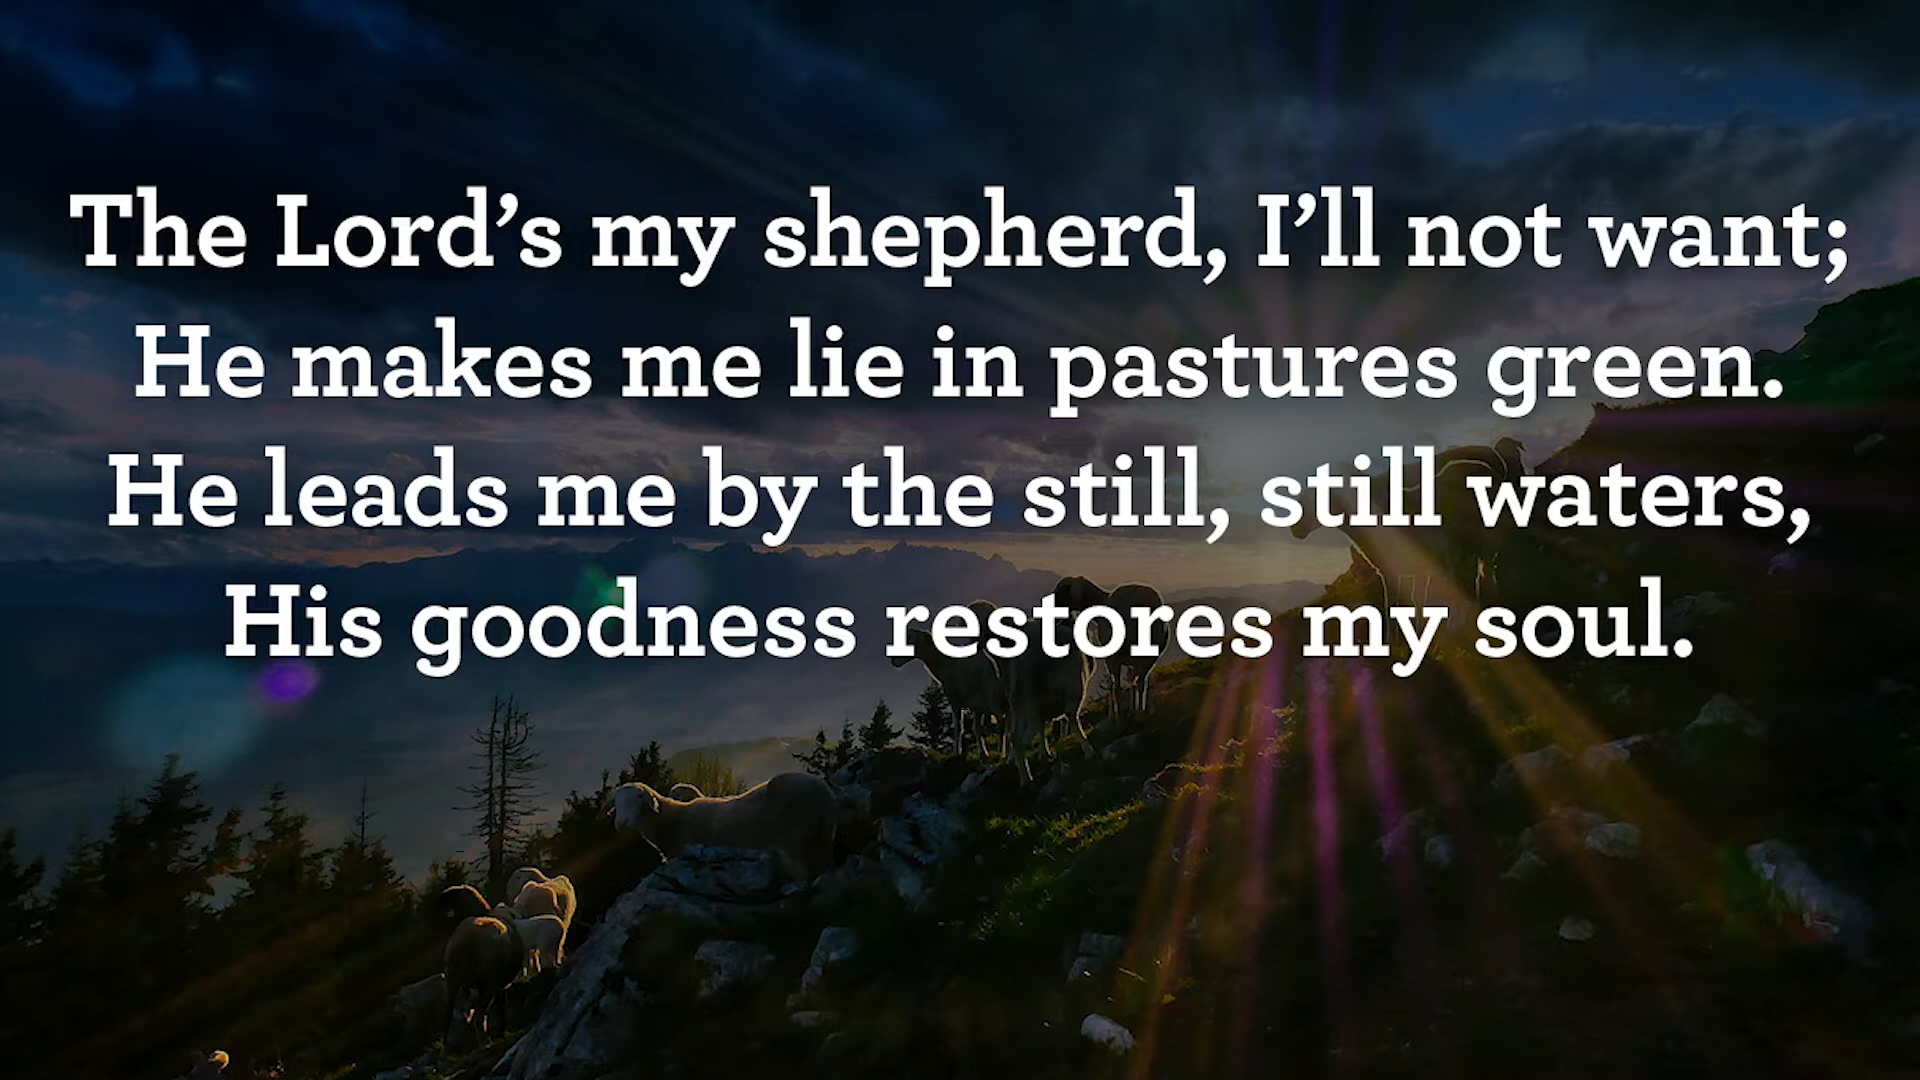 The Lord’s my shepherd, I’ll not want;
He makes me lie in pastures green.
He leads me by the still, still waters,
His goodness restores my soul.